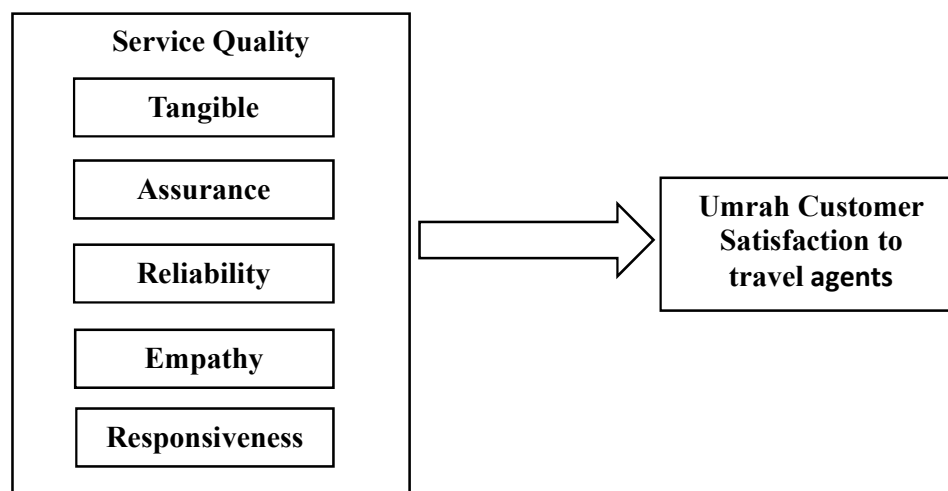 Service Quality
Tangible
Assurance
Reliability
Empathy
Responsiveness
Umrah Customer
Satisfaction to
travel agents